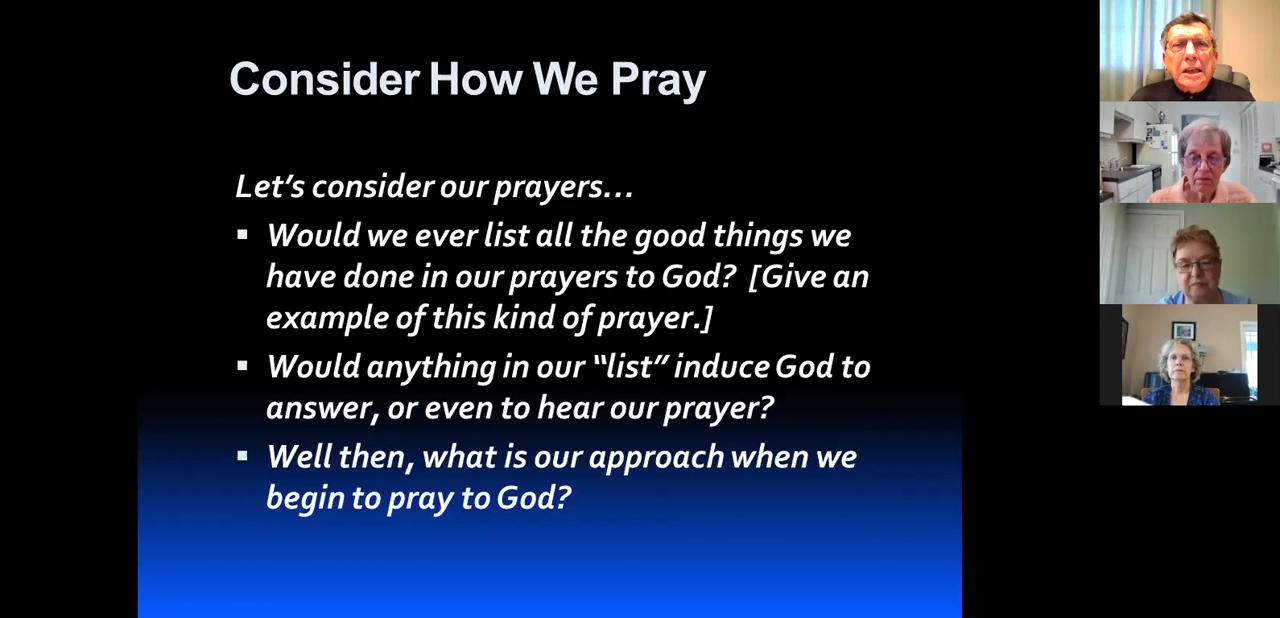 Consider How We Pray
Let’s consider our prayers…
▪ Would we ever list all the good things we
have done in our prayers to God?  [Give an
example of this kind of prayer.]
▪ Would anything in our “list” induce God to
answer, or even to hear our prayer?
▪ Well then, what is our approach when we
begin to pray to God?